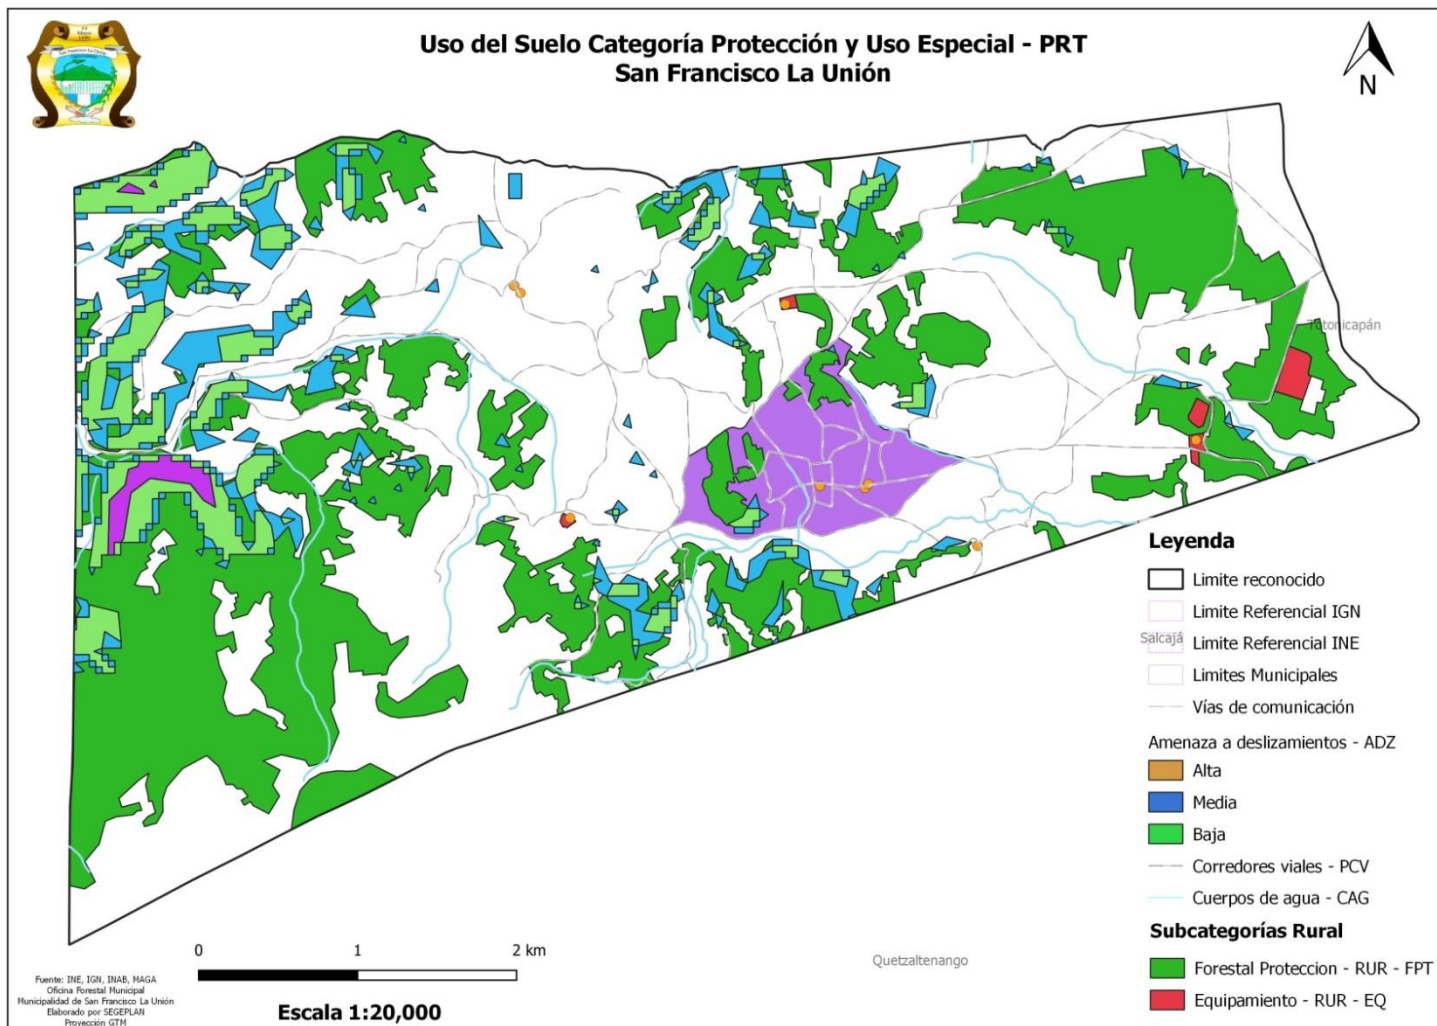 Uso del Suelo Categoría Protección y Uso Especial - PRT
San Francisco La Unión
San Francisco La Unión
N
Totonicapán
Leyenda
Limite reconocido
Limite Referencial IGN
Salcajá
Limite Referencial INE
Limites Municipales
Vías de comunicación
Amenaza a deslizamientos - ADZ
Alta
Media
Baja
Corredores viales - PCV
Cuerpos de agua - CAG
Subcategorías Rural
Forestal Proteccion - RUR - FPT
Equipamiento - RUR - EQ
0 1 2 km
Escala 1:20,000
Quetzaltenango
Fuente: INE, IGN, INAB, MAGA
Oficina Forestal Municipal
Municipalidad de San Francisco La Unión
Elaborado por SEGEPLAN
Proyección GTM